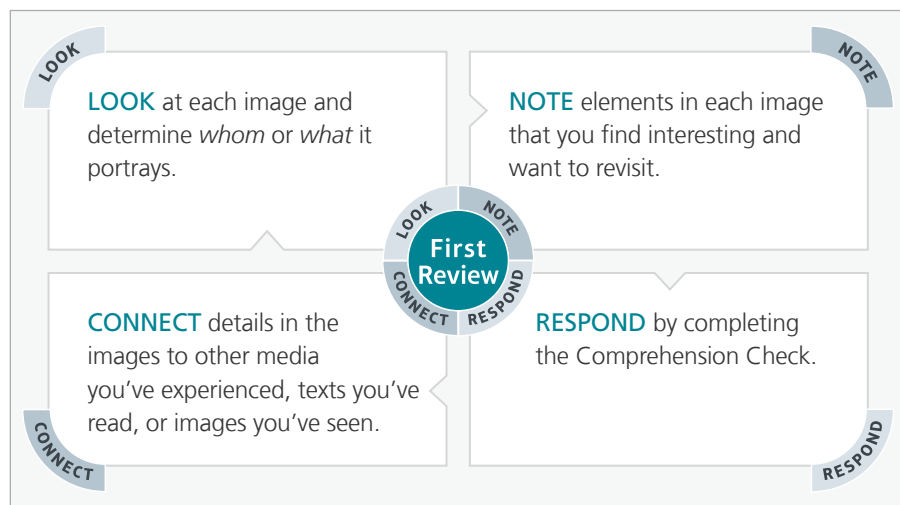 LOOK
LOOK at each image and
determine whom or what it
portrays.
NOTE
NOTE elements in each image
that you find interesting and
want to revisit.
LOOK
NOTE
First
Review
CONNECT
RESPOND
CONNECT details in the
images to other media
you’ve experienced, texts you’ve
read, or images you’ve seen.
CONNECT
RESPOND by completing
the Comprehension Check.
RESPOND